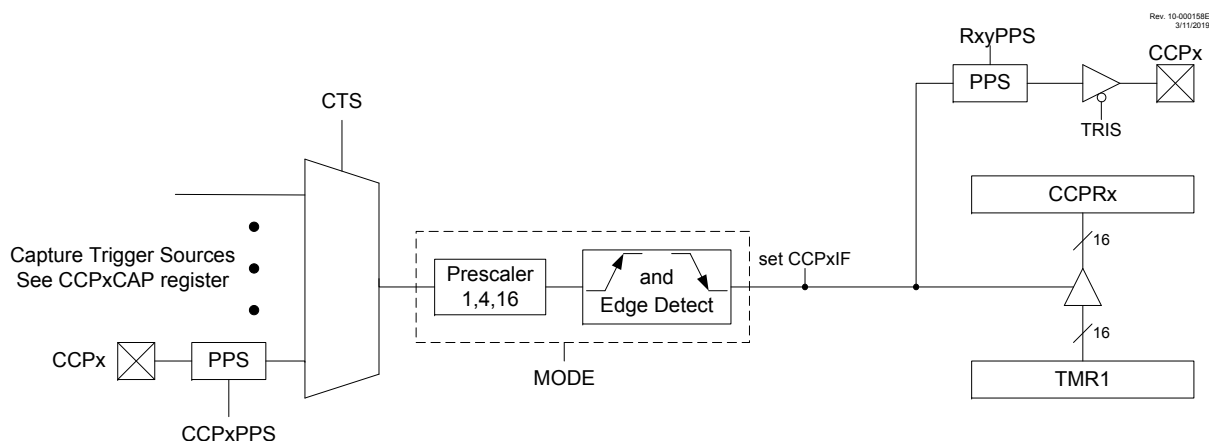 Rev. 10-000158E
3/11/2019
RxyPPS
CCPx
PPS
TRIS
CTS
CCPRx
16
Capture Trigger Sources
See CCPxCAP register
Prescaler
1,4,16
and
Edge Detect
set CCPxIF
16
CCPx
PPS
MODE
TMR1
CCPxPPS